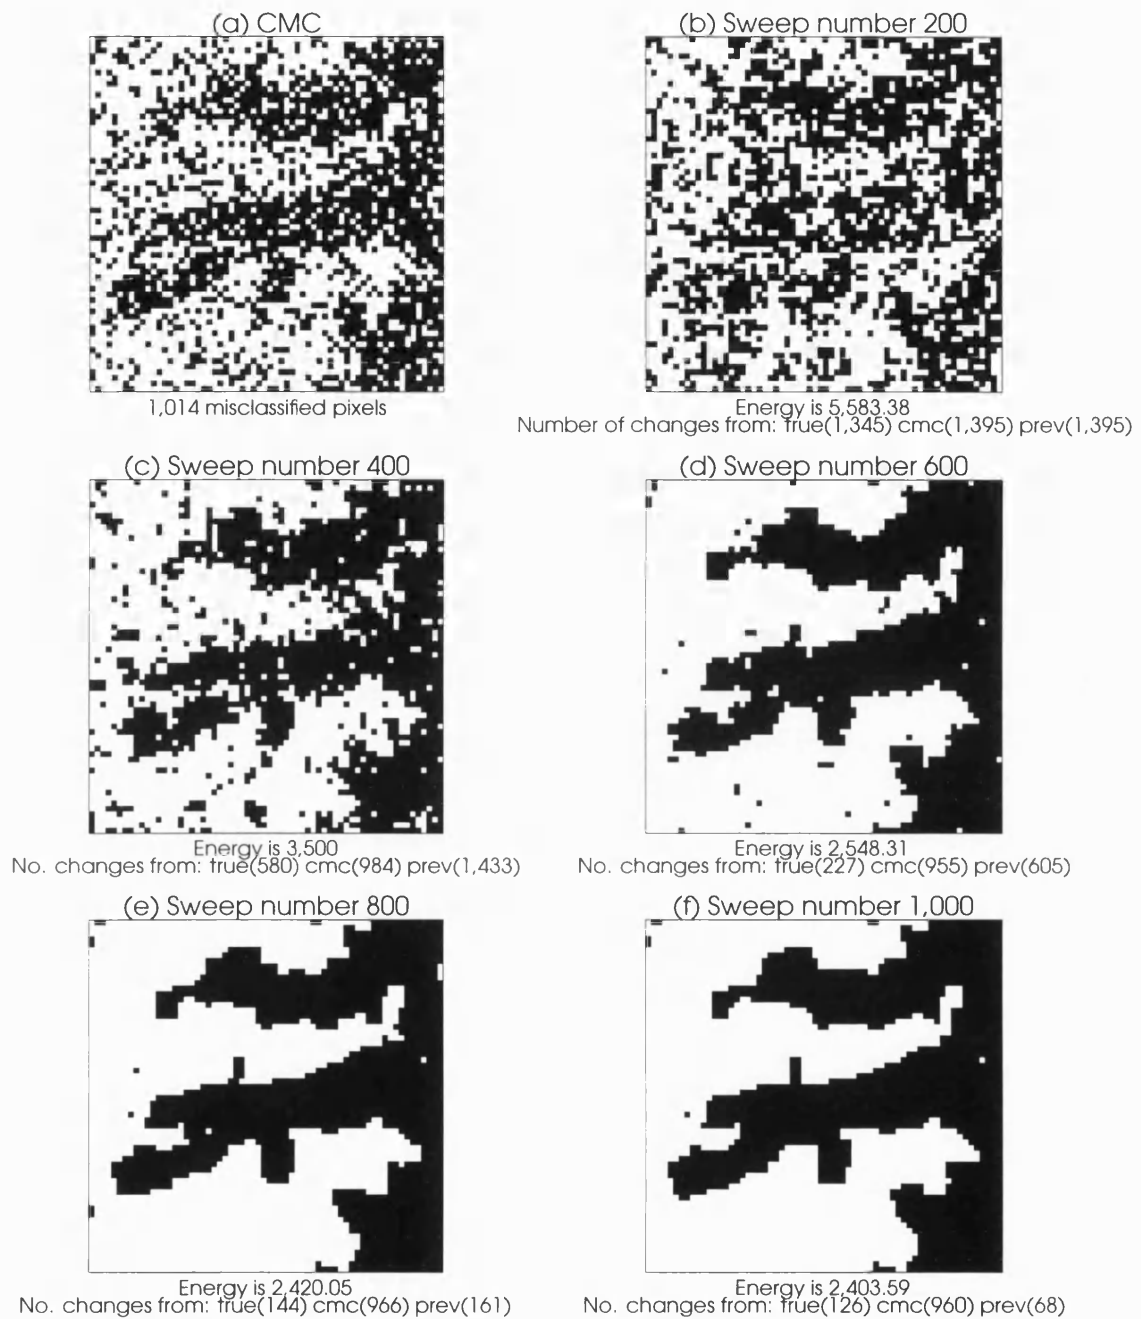 (a) CMC
1,014 misclassified pixels
(b) Sweep number 200
Energy is 5,583.38
Number of changes from: true(1,345) cmc(1,395) prev(1,395)
(c) Sweep number 400
Energy is 3,500
No. changes from: true(580) cmc(984) prev(1,433)
(d) Sweep number 600
Energy is 2,548.31
No. changes from: true(227) cmc(955) prev(605)
(e) Sweep number 800
Energy is 2,420.05
No. changes from: true(144) cmc(966) prev(161)
(f) Sweep number 1,000
Energy is 2,403.59
No. changes from: true(126) cmc(960) prev(68)